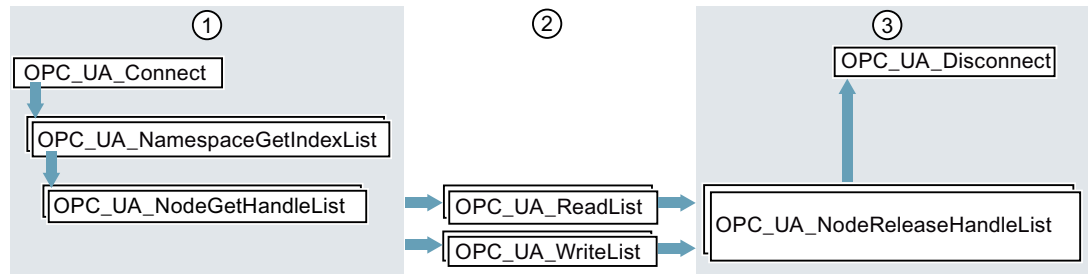 ①
②
③
OPC_UA_Connect
OPC_UA_Disconnect
OPC_UA_NamespaceGetIndexList
OPC_UA_NodeGetHandleList
OPC_UA_ReadList
OPC_UA_WriteList
OPC_UA_NodeReleaseHandleList